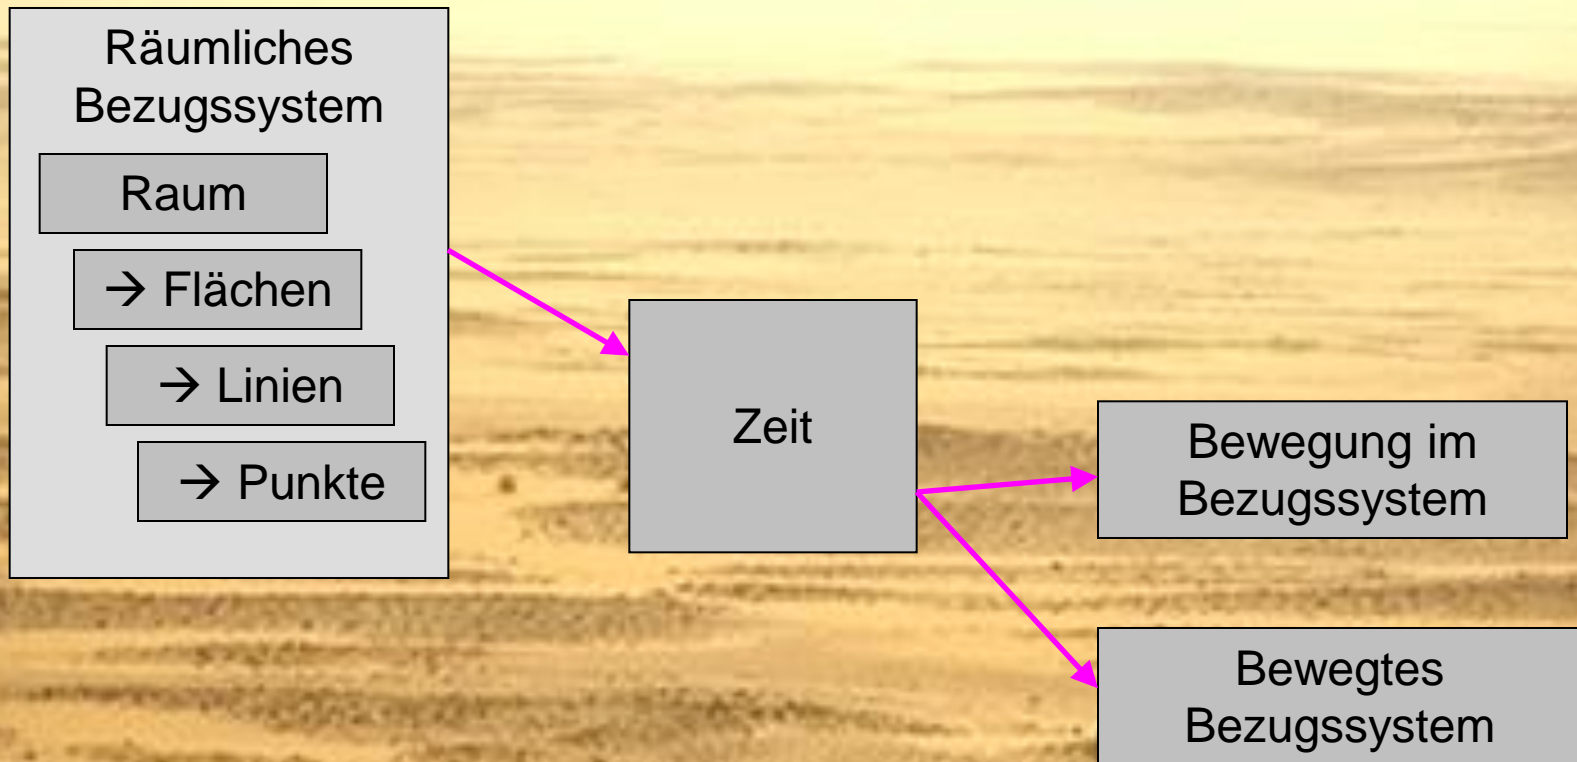 Räumliches
Bezugssystem
Raum
→ Flächen
→ Linien
→ Punkte
Zeit
Bewegung im
Bezugssystem
Bewegtes
Bezugssystem